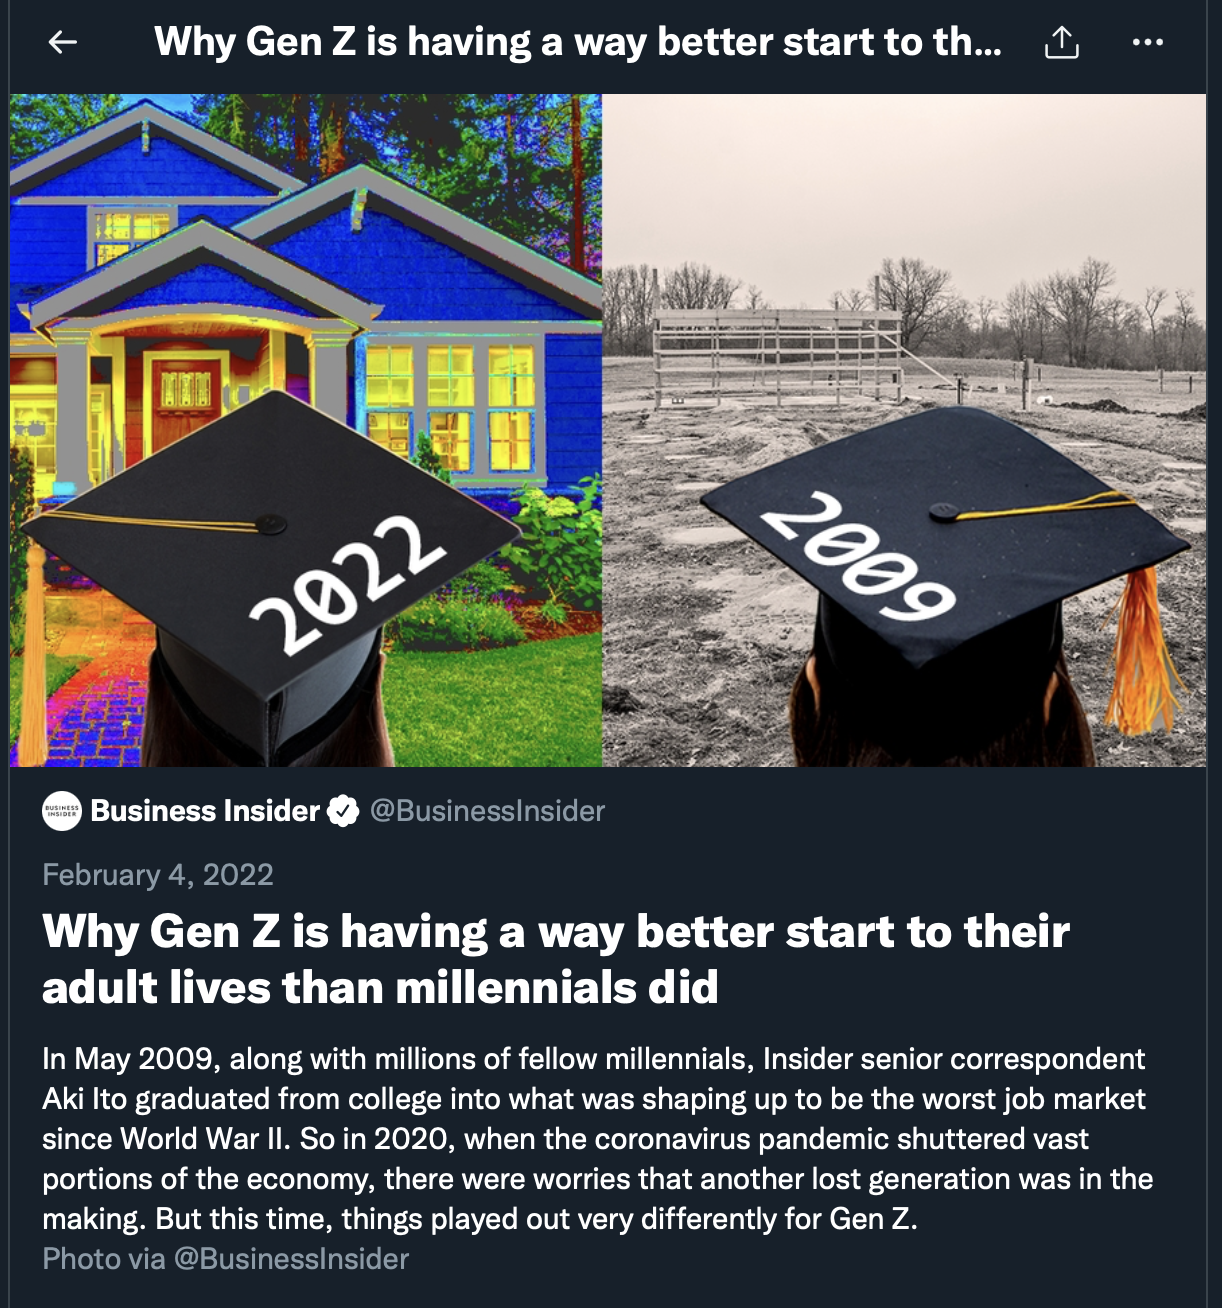 Why Gen Z is having a way better start to th...
2022
2009
BUSINESS
INSIDER
Business Insider @BusinessInsider
February 4, 2022
Why Gen Z is having a way better start to their
adult lives than millennials did
In May 2009, along with millions of fellow millennials, Insider senior correspondent
Aki Ito graduated from college into what was shaping up to be the worst job market
since World War II. So in 2020, when the coronavirus pandemic shuttered vast
portions of the economy, there were worries that another lost generation was in the
making. But this time, things played out very differently for Gen Z.
Photo via @BusinessInsider